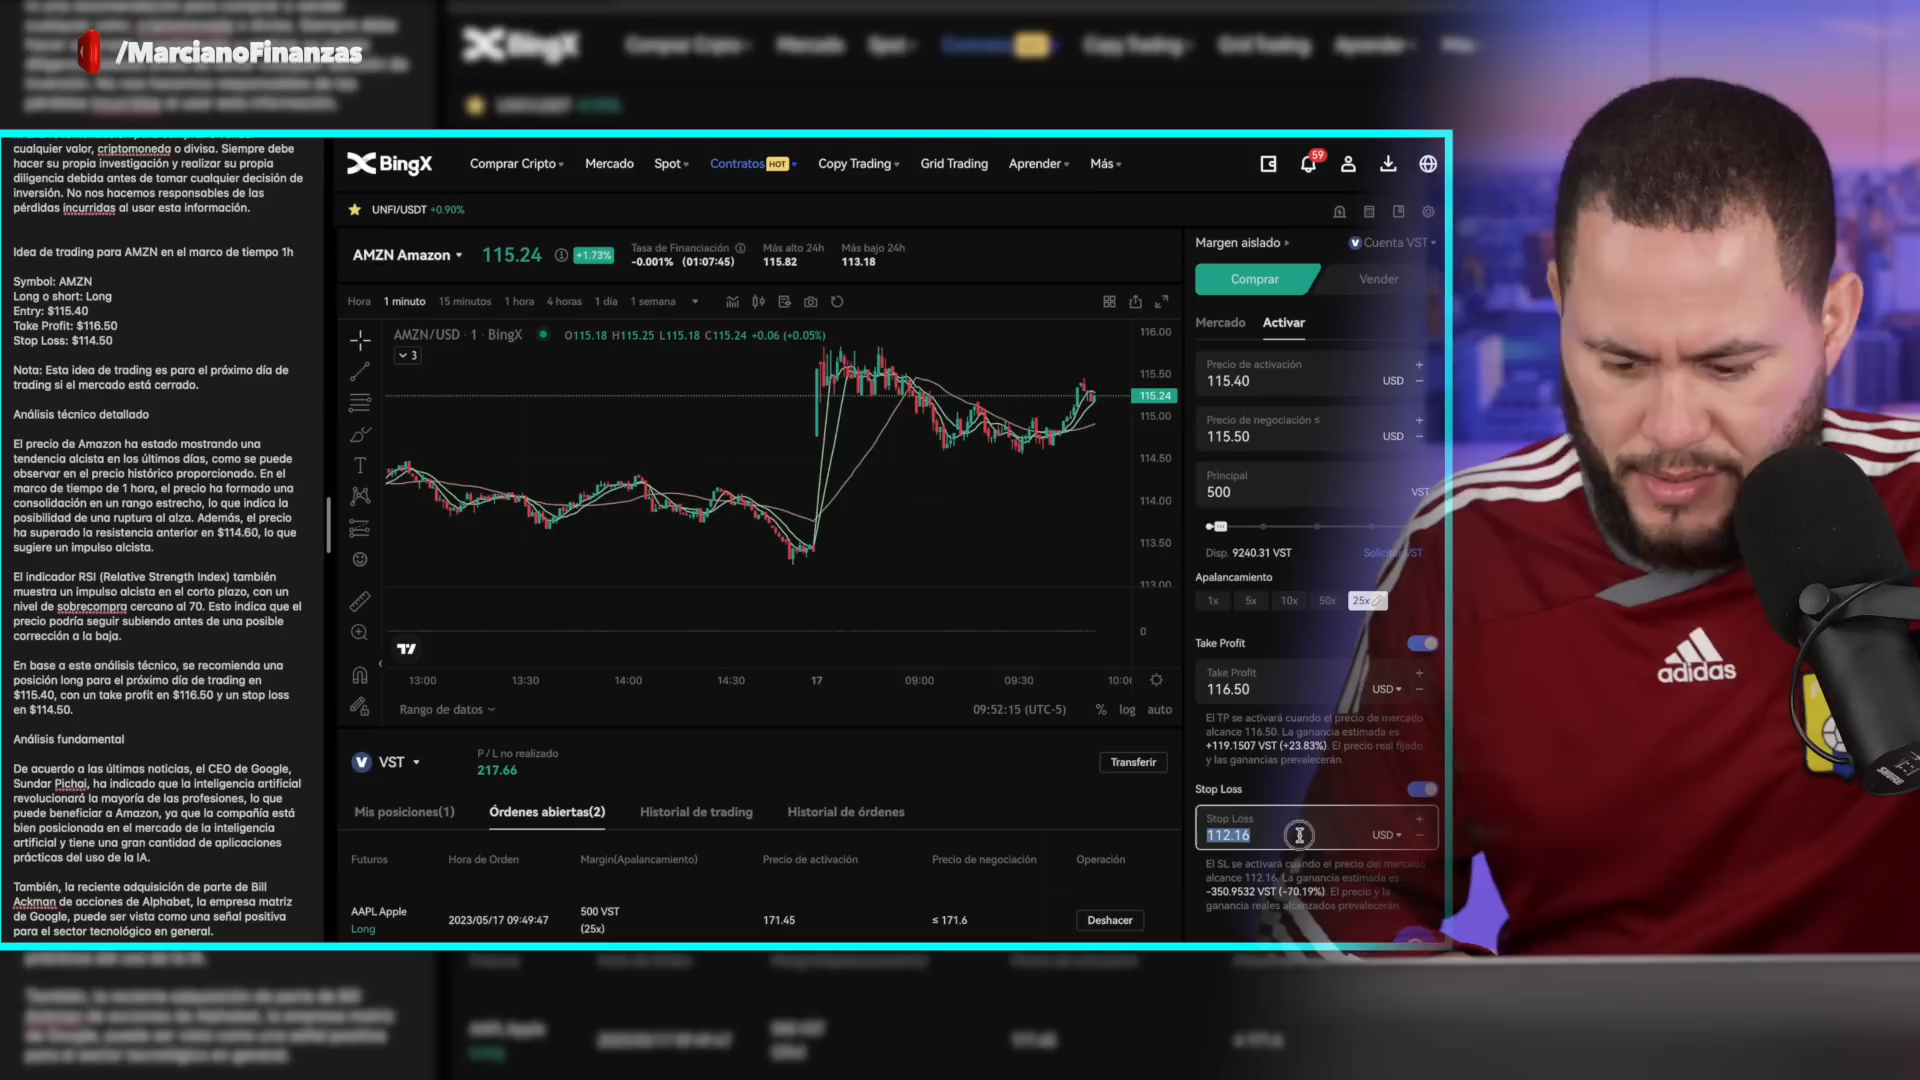 /MarcianoFinanzas
cualquier valor, criptomoneda o divisa. Siempre debe
hacer su propia investigación y realizar su propia
diligencia debida antes de tomar cualquier decisión de
inversión. No nos hacemos responsables de las
pérdidas incurridas al usar esta información.
Idea de trading para AMZN en el marco de tiempo 1h
Symbol: AMZN
Long o short: Long
Entry: $115.40
Take Profit: $116.50
Stop Loss: $114.50
Nota: Esta idea de trading es para el próximo día de
trading si el mercado está cerrado.
Análisis técnico detallado
El precio de Amazon ha estado mostrando una
tendencia alcista en los últimos días, como se puede
observar en el precio histórico proporcionado. En el
marco de tiempo de 1 hora, el precio ha formado una
consolidación en un rango estrecho, lo que indica la
posibilidad de una ruptura al alza. Además, el precio
ha superado la resistencia anterior en $114.60, lo que
sugiere un impulso alcista.
El indicador RSI (Relative Strength Index) también
muestra un impulso alcista en el corto plazo, con un
nivel de sobrecompra cercano al 70. Esto indica que el
precio podría seguir subiendo antes de una posible
corrección a la baja.
En base a este análisis técnico, se recomienda una
posición long para el próximo día de trading en
$115.40, con un take profit en $116.50 y un stop loss
en $114.50.
Análisis fundamental
De acuerdo a las últimas noticias, el CEO de Google,
Sundar Pichai, ha indicado que la inteligencia artificial
revolucionará la mayoría de las profesiones, lo que
puede beneficiar a Amazon, ya que la compañía está
bien posicionada en el mercado de la inteligencia
artificial y tiene una gran cantidad de aplicaciones
prácticas del uso de la IA.
También, la reciente adquisición de parte de Bill
Ackman de acciones de Alphabet, la empresa matriz
de Google, puede ser vista como una señal positiva
para el sector tecnológico en general.
BingX Comprar Cripto Mercado Spot Contratos HOT Copy Trading Grid Trading Aprender Más 59
UNFI/USDT +0.90%
AMZN Amazon 115.24 +1.73%
Tasa de Financiación Más alto 24h Más bajo 24h
-0.001% (01:07:45) 115.82 113.18
Hora 1 minuto 15 minutos 1 hora 4 horas 1 día 1 semana
AMZN/USD · 1 · BingX O115.18 H115.25 L115.18 C115.24 +0.06 (+0.05%)
3
116.00
115.50
115.24
115.00
114.50
114.00
113.50
113.00
0
13:00 13:30 14:00 14:30 17 09:00 09:30 10:00
Rango de datos 09:52:15 (UTC-5) % log auto
V VST
P / L no realizado
217.66
Transferir
Mis posiciones(1) Órdenes abiertas(2) Historial de trading Historial de órdenes
Futuros Hora de Orden Margin(Apalancamiento) Precio de activación Precio de negociación Operación
AAPL Apple 2023/05/17 09:49:47 500 VST 171.45 ≤ 171.6 Deshacer
Long (25x)
Margen aislado V Cuenta VST
Comprar Vender
Mercado Activar
Precio de activación
115.40 USD
Precio de negociación ≤
115.50 USD
Principal
500 VST
Disp. 9240.31 VST
Apalancamiento
1x 5x 10x 50x 25x
Take Profit
Take Profit
116.50 USD
El TP se activará cuando el precio de mercado
alcance 116.50. La ganancia estimada es
+119.1507 VST (+23.83%). El precio real fijado
y las ganancias prevalecerán.
Stop Loss
Stop Loss
112.16 USD
El SL se activará cuando el precio del mercado
alcance 112.16. La ganancia estimada es
-350.9532 VST (-70.19%). El precio y la
ganancia reales alcanzados prevalecerán.
adidas
SHURE